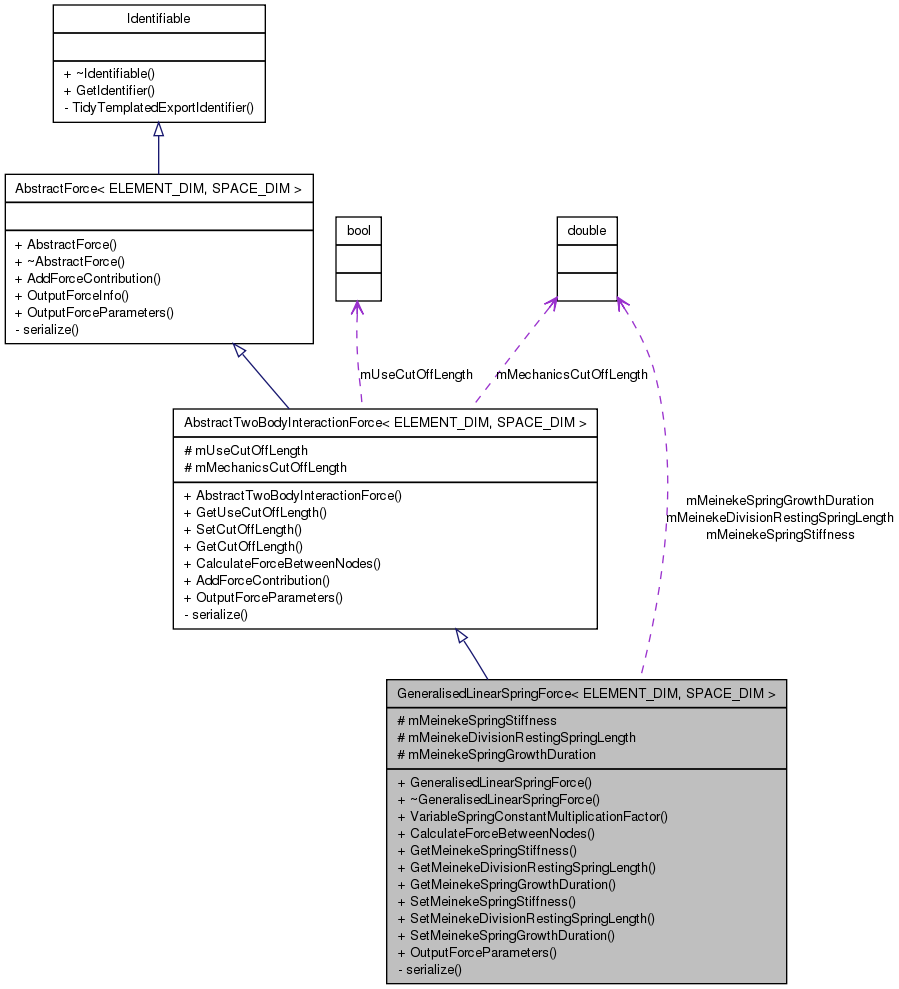 Identifiable
+ ~Identifiable()
+ GetIdentifier()
- TidyTemplatedExportIdentifier()
AbstractForce< ELEMENT_DIM, SPACE_DIM >
+ AbstractForce()
+ ~AbstractForce()
+ AddForceContribution()
+ OutputForceInfo()
+ OutputForceParameters()
- serialize()
bool
double
mUseCutOffLength
mMechanicsCutOffLength
AbstractTwoBodyInteractionForce< ELEMENT_DIM, SPACE_DIM >
# mUseCutOffLength
# mMechanicsCutOffLength
+ AbstractTwoBodyInteractionForce()
+ GetUseCutOffLength()
+ SetCutOffLength()
+ GetCutOffLength()
+ CalculateForceBetweenNodes()
+ AddForceContribution()
+ OutputForceParameters()
- serialize()
mMeinekeSpringGrowthDuration
mMeinekeDivisionRestingSpringLength
mMeinekeSpringStiffness
GeneralisedLinearSpringForce< ELEMENT_DIM, SPACE_DIM >
# mMeinekeSpringStiffness
# mMeinekeDivisionRestingSpringLength
# mMeinekeSpringGrowthDuration
+ GeneralisedLinearSpringForce()
+ ~GeneralisedLinearSpringForce()
+ VariableSpringConstantMultiplicationFactor()
+ CalculateForceBetweenNodes()
+ GetMeinekeSpringStiffness()
+ GetMeinekeDivisionRestingSpringLength()
+ GetMeinekeSpringGrowthDuration()
+ SetMeinekeSpringStiffness()
+ SetMeinekeDivisionRestingSpringLength()
+ SetMeinekeSpringGrowthDuration()
+ OutputForceParameters()
- serialize()